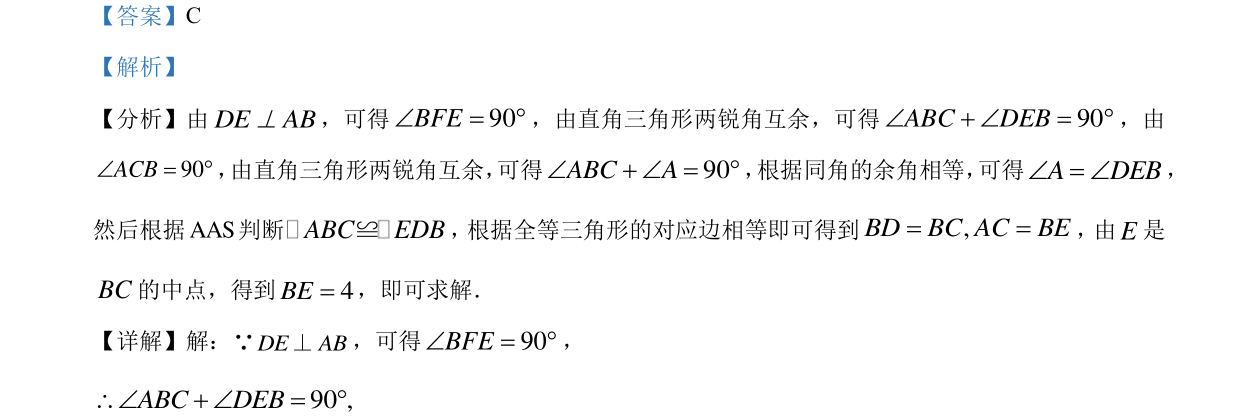 【答案】C
【解析】
【分析】由 DE ⊥ AB，可得 ∠BFE = 90°，由直角三角形两锐角互余，可得 ∠ABC + ∠DEB = 90°，由
∠ACB = 90°，由直角三角形两锐角互余，可得 ∠ABC + ∠A = 90°，根据同角的余角相等，可得 ∠A = ∠DEB，
然后根据 AAS 判断□ ABC≌□ EDB，根据全等三角形的对应边相等即可得到 BD = BC, AC = BE，由 E 是
BC 的中点，得到 BE = 4，即可求解．
【详解】解：∵ DE ⊥ AB，可得 ∠BFE = 90°，
∴ ∠ABC + ∠DEB = 90°,